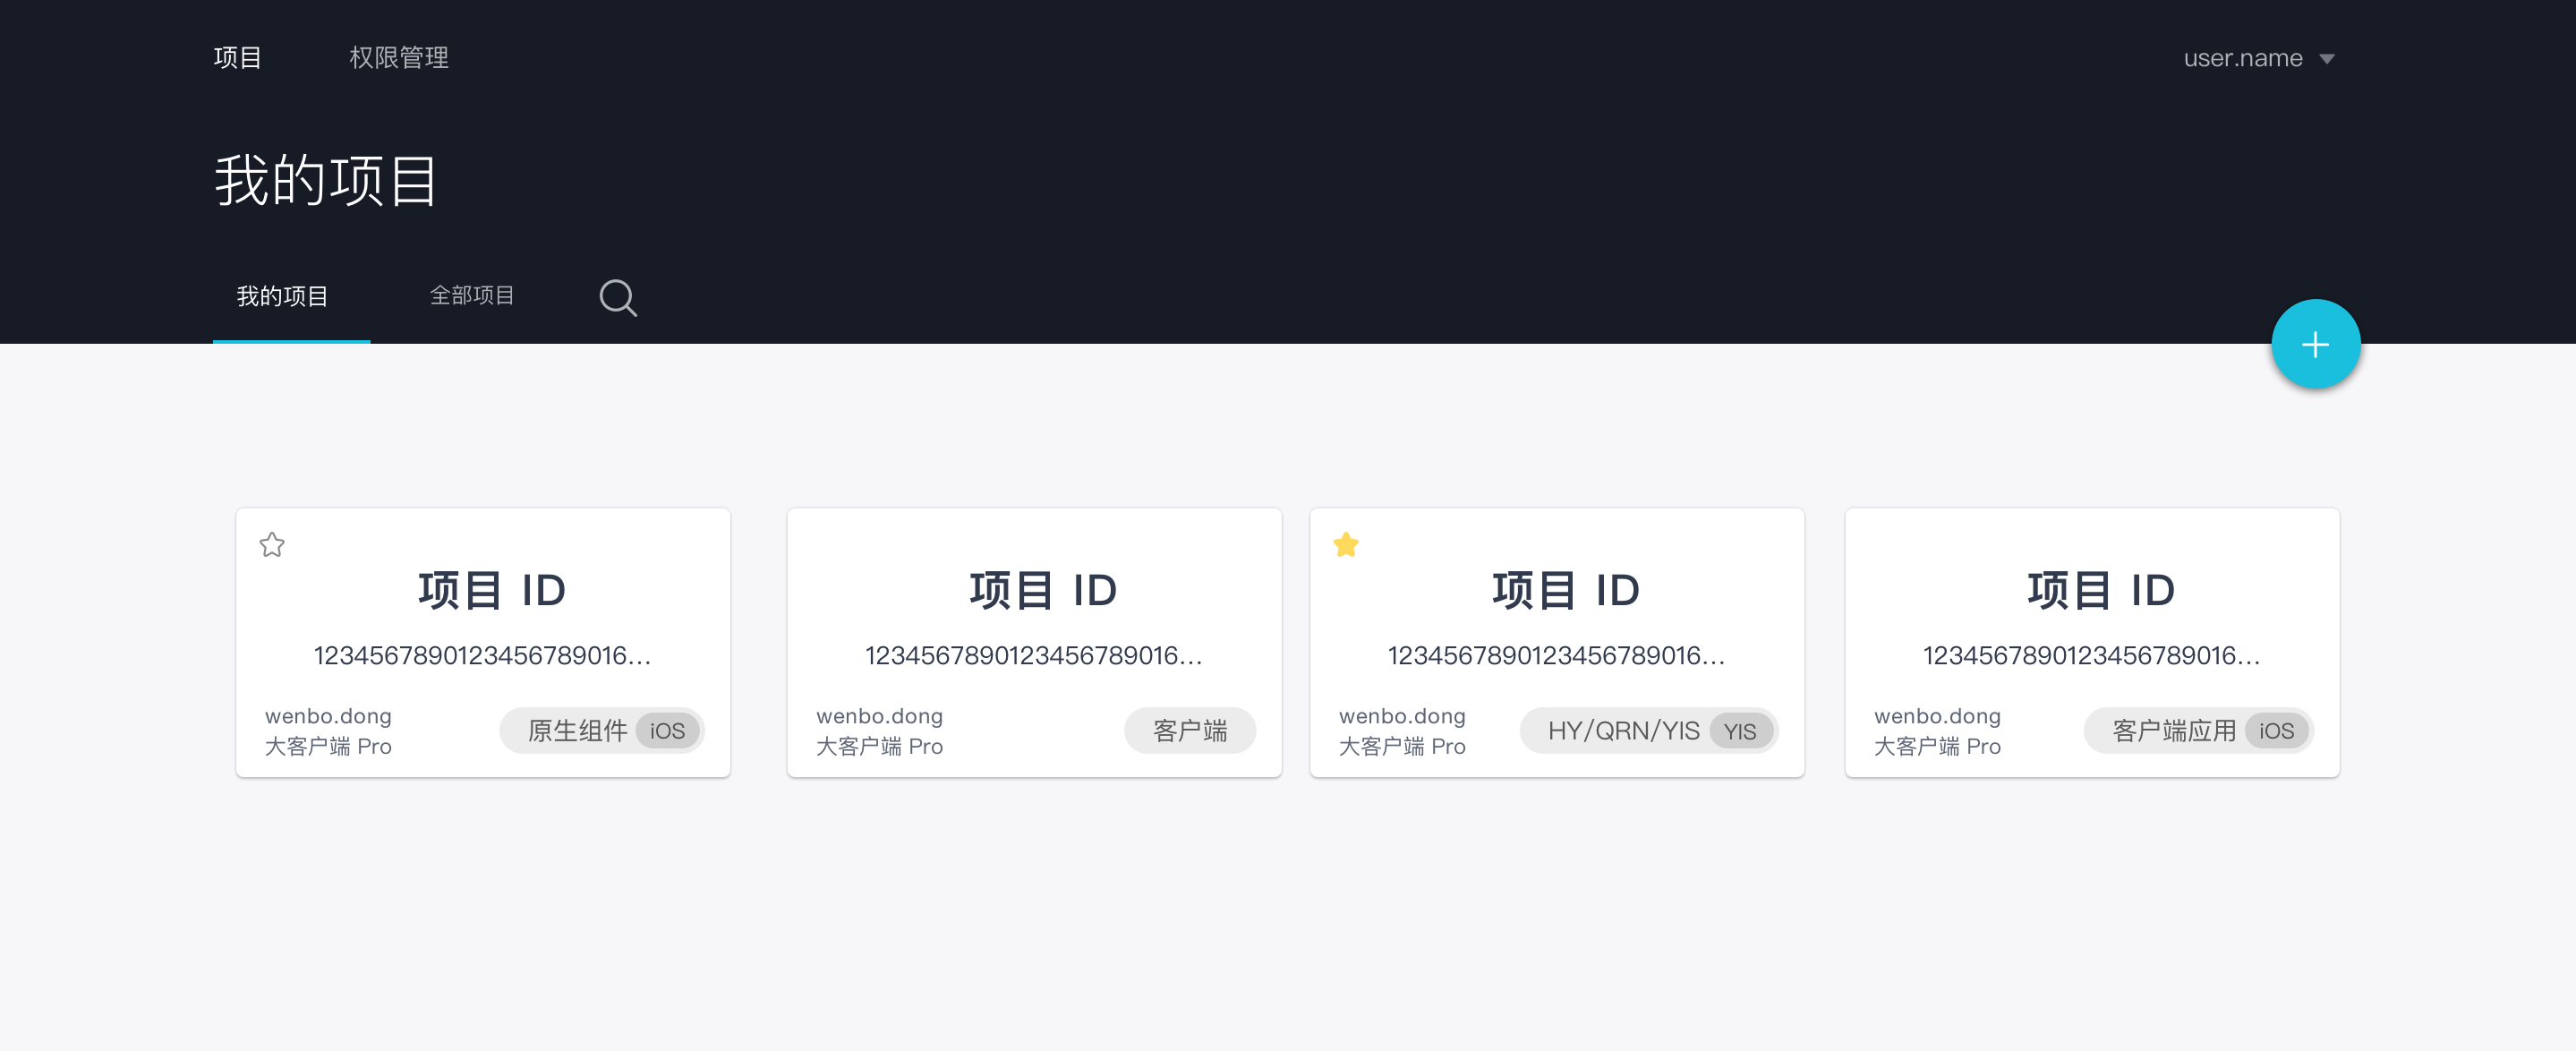 项目 权限管理 user.name
我的项目
我的项目 全部项目
项目 ID
1234567890123456789016...
wenbo.dong
大客户端 Pro
原生组件 iOS
项目 ID
1234567890123456789016...
wenbo.dong
大客户端 Pro
客户端
项目 ID
1234567890123456789016...
wenbo.dong
大客户端 Pro
HY/QRN/YIS YIS
项目 ID
1234567890123456789016...
wenbo.dong
大客户端 Pro
客户端应用 iOS